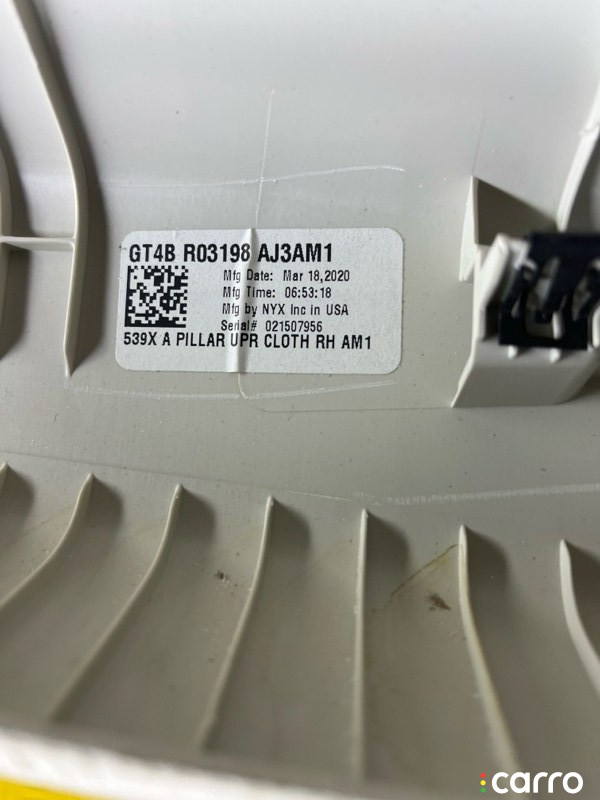 GT4B R03198 AJ3AM1
Mfg Date: Mar 18,2020
Mfg Time: 06:53:18
Mfg by NYX Inc in USA
Serial# 021507956
539X A PILLAR UPR CLOTH RH AM1
carro